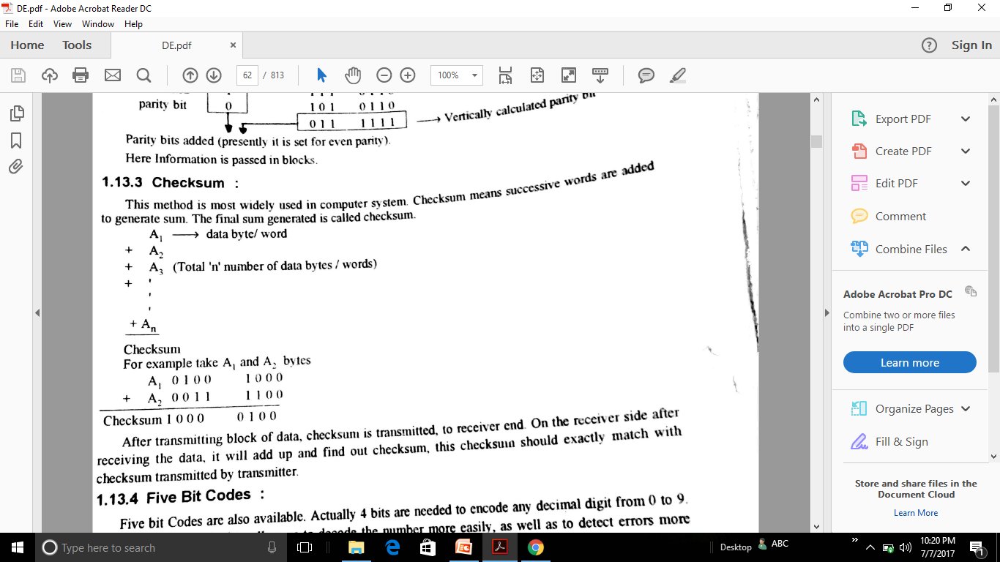 DE.pdf - Adobe Acrobat Reader DC
File Edit View Window Help
Home Tools DE.pdf × ? Sign In
62 / 813 100%
parity bit 0 1 0 1 0 1 1 0
0 1 1 1 1 1 1 → Vertically calculated parity bit
Parity bits added (presently it is set for even parity).
Here Information is passed in blocks.
1.13.3 Checksum :
This method is most widely used in computer system. Checksum means successive words are added
to generate sum. The final sum generated is called checksum.
A1 → data byte/ word
+ A2
+ A3 (Total 'n' number of data bytes / words)
+ '
'
'
+ An
Checksum
For example take A1 and A2 bytes
A1 0 1 0 0 1 0 0 0
+ A2 0 0 1 1 1 1 0 0
Checksum 1 0 0 0 0 1 0 0
After transmitting block of data, checksum is transmitted, to receiver end. On the receiver side after
receiving the data, it will add up and find out checksum, this checksum should exactly match with
checksum transmitted by transmitter.
1.13.4 Five Bit Codes :
Five bit Codes are also available. Actually 4 bits are needed to encode any decimal digit from 0 to 9.
the number more easily, as well as to detect errors more
Export PDF
Create PDF
Edit PDF
Comment
Combine Files
Adobe Acrobat Pro DC
Combine two or more files
into a single PDF
Learn more
Organize Pages
Fill & Sign
Store and share files in the
Document Cloud
Learn More
Type here to search
Desktop
ABC
»
10:20 PM
7/7/2017
1